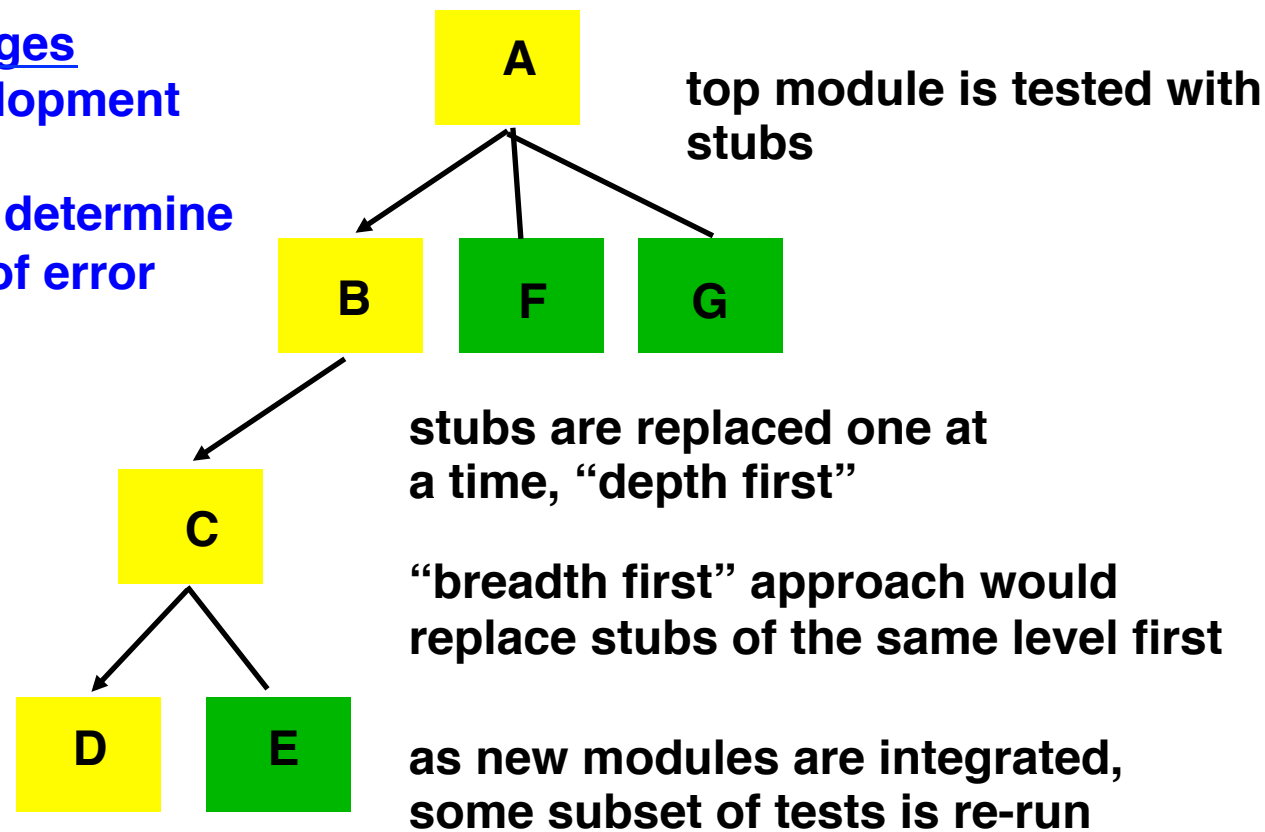 ges
lopment
determine
of error
A
top module is tested with
stubs
B
F
G
stubs are replaced one at
a time, “depth first”
C
“breadth first” approach would
replace stubs of the same level first
D
E
as new modules are integrated,
some subset of tests is re-run